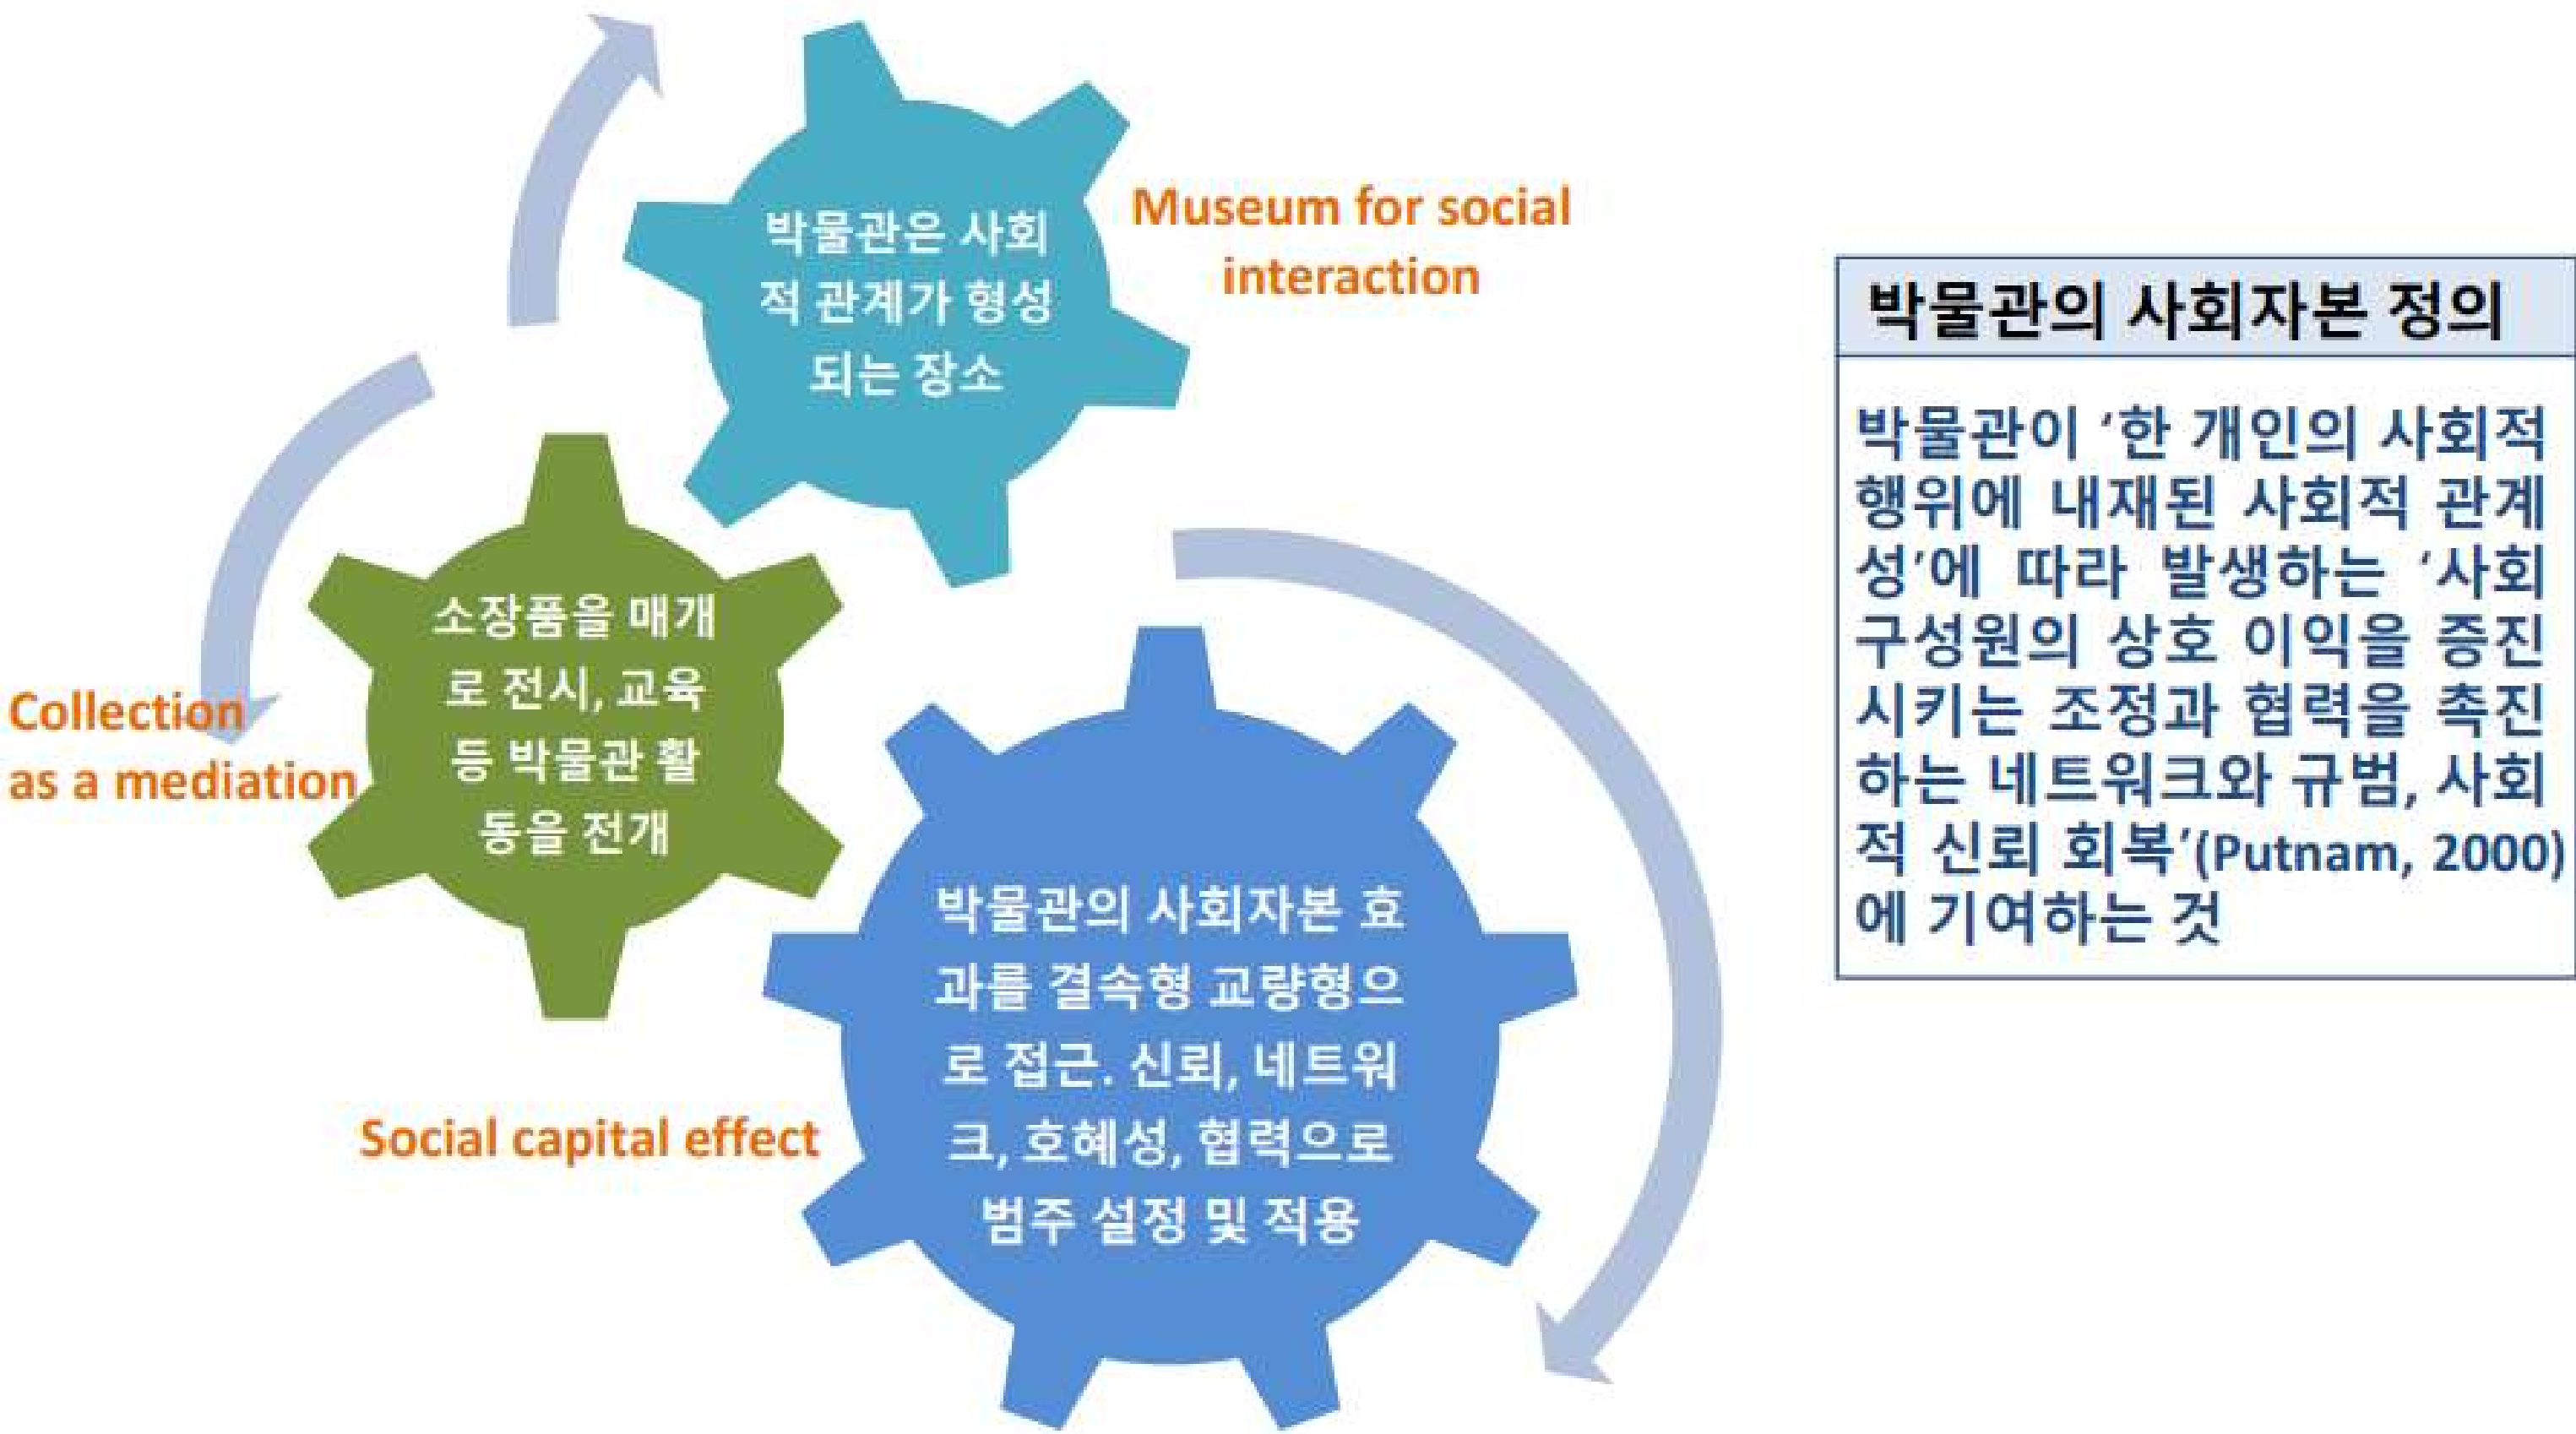 박물관은 사회
적 관계가 형성
되는 장소
Museum for social
interaction
소장품을 매개
로 전시, 교육
등 박물관 활
동을 전개
Collection
as a mediation
박물관의 사회자본 효
과를 결속형 교량형으
로 접근. 신뢰, 네트워
크, 호혜성, 협력으로
범주 설정 및 적용
Social capital effect
박물관의 사회자본 정의
박물관이 ‘한 개인의 사회적
행위에 내재된 사회적 관계
성’에 따라 발생하는 ‘사회
구성원의 상호 이익을 증진
시키는 조정과 협력을 촉진
하는 네트워크와 규범, 사회
적 신뢰 회복’(Putnam, 2000)
에 기여하는 것